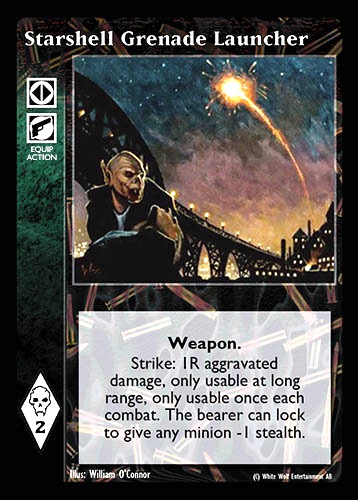 Starshell Grenade Launcher
EQUIP
ACTION
Weapon.
Strike: 1R aggravated
damage, only usable at long
range, only usable once each
combat. The bearer can lock
to give any minion -1 stealth.
2
Illus: William O'Connor
(C) White Wolf Entertainment AB